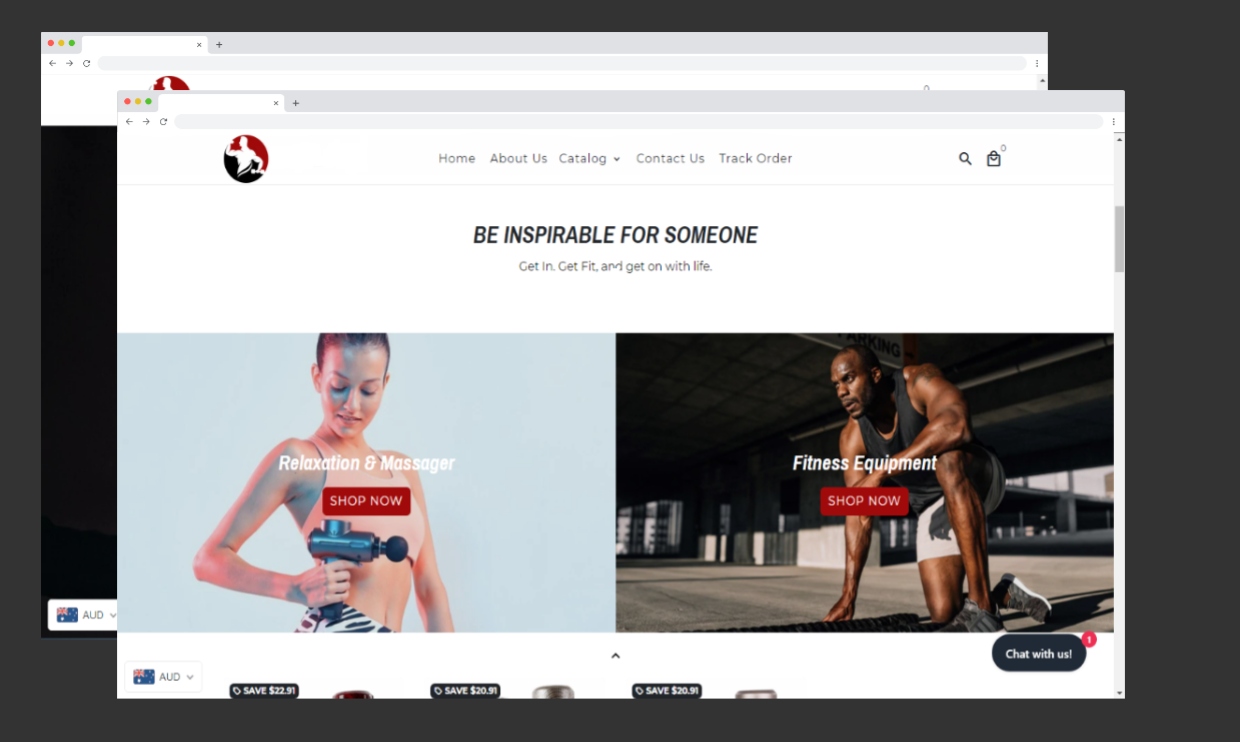 0
0
Home About Us Catalog Contact Us Track Order
BE INSPIRABLE FOR SOMEONE
Get In. Get Fit, and get on with life.
PARKING
Relaxation & Massager
Fitness Equipment
SHOP NOW
SHOP NOW
AUD
1
Chat with us!
AUD
SAVE $22.91
SAVE $20.91
SAVE $20.91